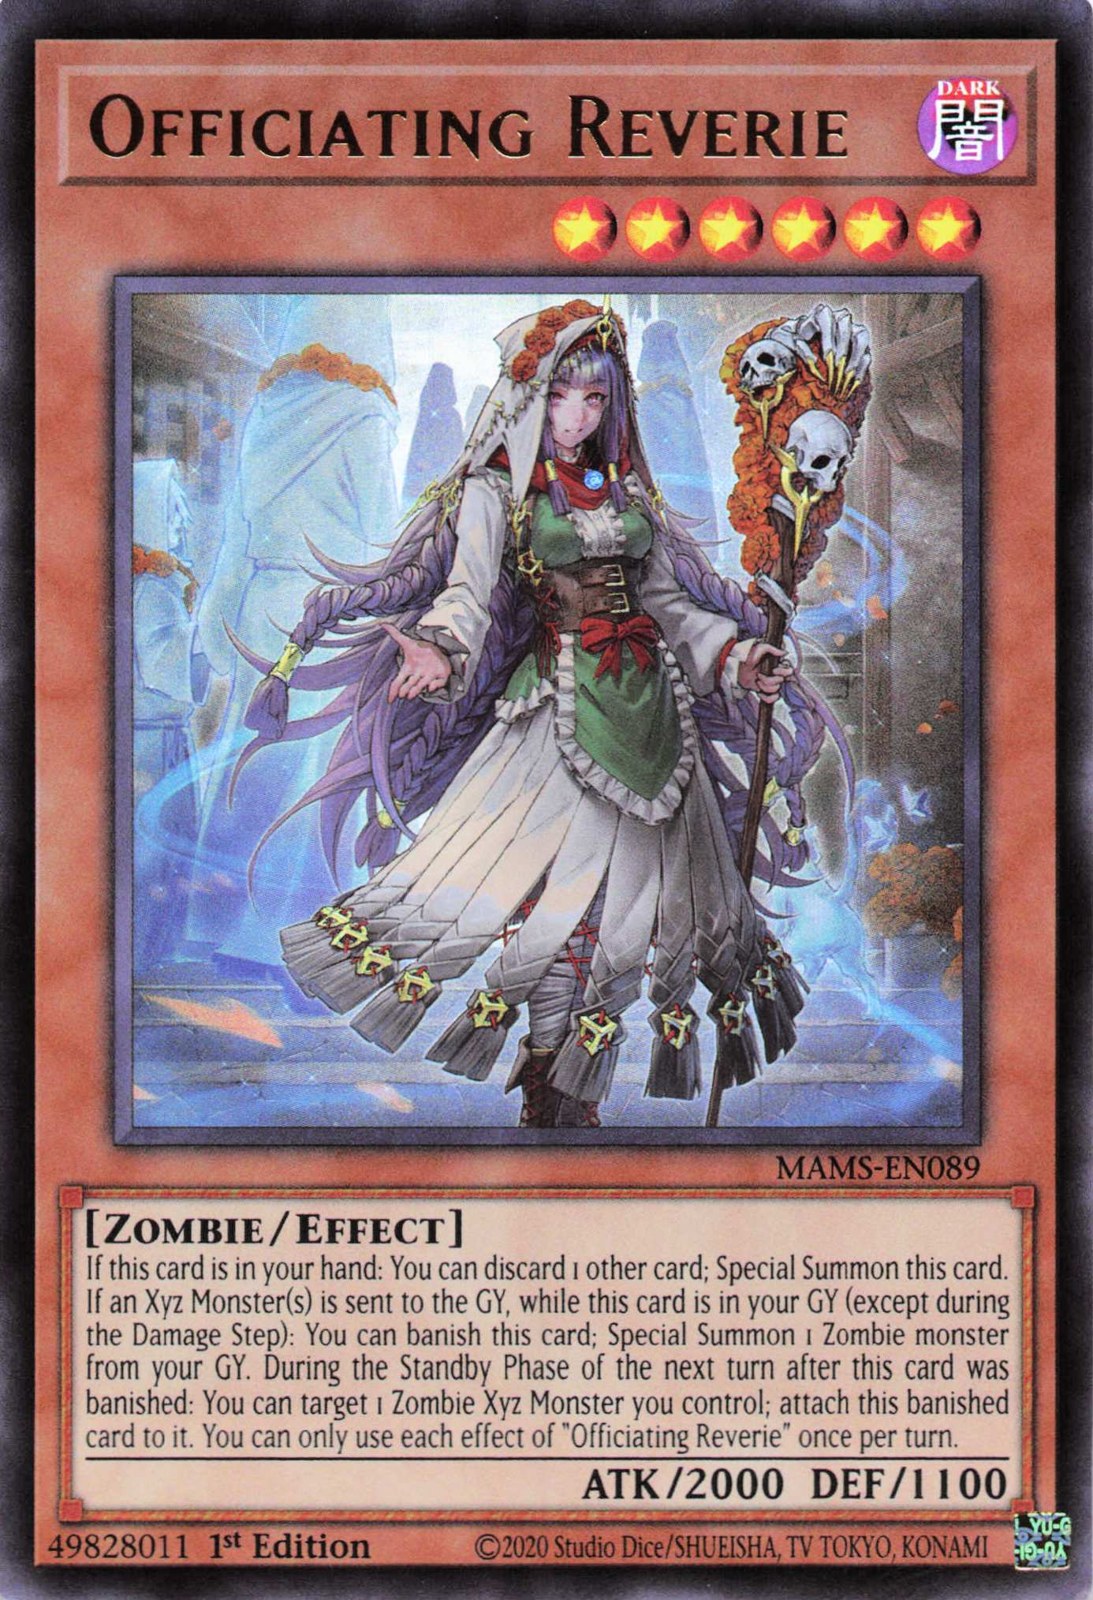 OFFICIATING REVERIE
DARK
闇
MAMS-EN089
[ZOMBIE/EFFECT]
If this card is in your hand: You can discard 1 other card; Special Summon this card.
If an Xyz Monster(s) is sent to the GY, while this card is in your GY (except during
the Damage Step): You can banish this card; Special Summon 1 Zombie monster
from your GY. During the Standby Phase of the next turn after this card was
banished: You can target 1 Zombie Xyz Monster you control; attach this banished
card to it. You can only use each effect of "Officiating Reverie" once per turn.
ATK/2000 DEF/1100
49828011 1st Edition ©2020 Studio Dice/SHUEISHA, TV TOKYO, KONAMI